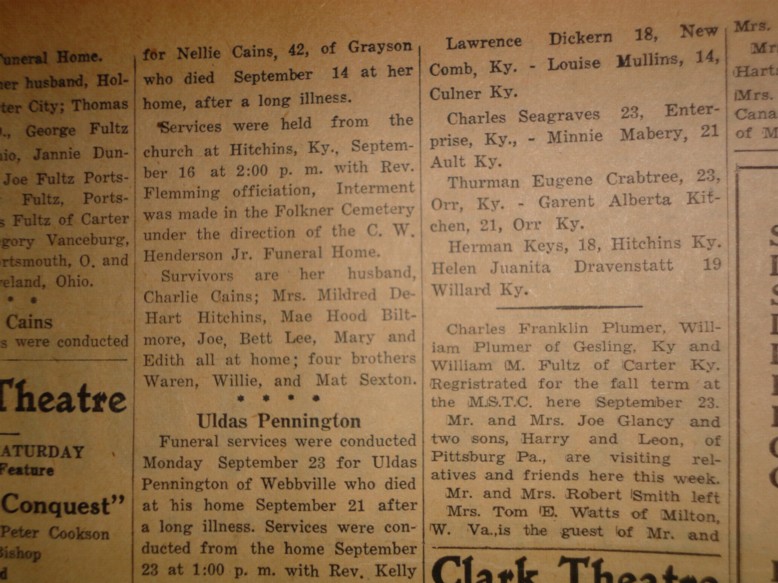 Funeral Home.
her husband, Hol-
ter City; Thomas
George Fultz
Jannie Dun-
Joe Fultz Ports-
Fultz, Ports-
Fultz of Carter
Vanceburg,
O. and
Ohio.
* *
Cains
were conducted
Theatre
Feature
Conquest"
Peter Cookson
for Nellie Cains, 42, of Grayson
who died September 14 at her
home, after a long illness.
Services were held from the
church at Hitchins, Ky., Septem-
ber 16 at 2:00 p. m. with Rev.
Flemming officiation, Interment
was made in the Folkner Cemetery
under the direction of the C. W.
Henderson Jr. Funeral Home.
Survivors are her husband,
Charlie Cains; Mrs. Mildred De-
Hart Hitchins, Mae Hood Bilt-
more, Joe, Bett Lee, Mary and
Edith all at home; four brothers
Waren, Willie, and Mat Sexton.
* * * *
Uldas Pennington
Funeral services were conducted
Monday September 23 for Uldas
Pennington of Webbville who died
at his home September 21 after
a long illness. Services were con-
ducted from the home September
23 at 1:00 p. m. with Rev. Kelly
Lawrence Dickern 18, New
Comb, Ky. - Louise Mullins, 14,
Culner Ky.
Charles Seagraves 23, Enter-
prise, Ky., - Minnie Mabery, 21
Ault Ky.
Thurman Eugene Crabtree, 23,
Orr, Ky. - Garent Alberta Kit-
chen, 21, Orr Ky.
Herman Keys, 18, Hitchins Ky.
Helen Juanita Dravenstatt 19
Willard Ky.
Charles Franklin Plumer, Will-
iam Plumer of Gesling, Ky and
William M. Fultz of Carter Ky.
Regristrated for the fall term at
the M.S.T.C. here September 23.
Mr. and Mrs. Joe Glancy and
two sons, Harry and Leon, of
Pittsburg Pa., are visiting rel-
atives and friends here this week.
Mr. and Mrs. Robert Smith left
Mrs. Tom E. Watts of Milton,
W. Va.,is the guest of Mr. and
Clark Theatre
Mrs.
Mrs.
of M